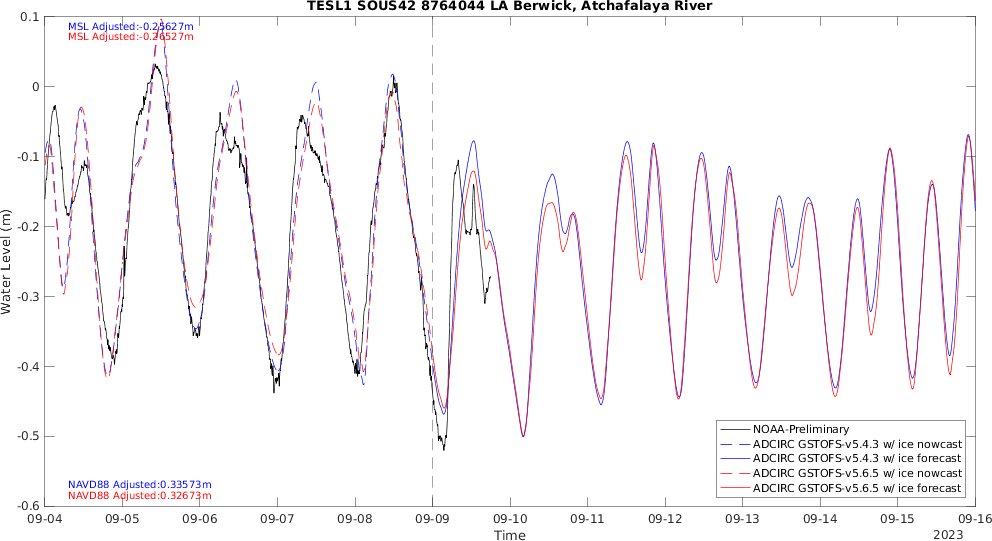 TESL1 SOUS42 8764044 LA Berwick, Atchafalaya River
MSL Adjusted:-0.25627m
MSL Adjusted:-0.26527m
0.1
0
-0.1
-0.2
-0.3
-0.4
-0.5
-0.6
Water Level (m)
NAVD88 Adjusted:0.33573m
NAVD88 Adjusted:0.32673m
NOAA-Preliminary
ADCIRC GSTOFS-v5.4.3 w/ ice nowcast
ADCIRC GSTOFS-v5.4.3 w/ ice forecast
ADCIRC GSTOFS-v5.6.5 w/ ice nowcast
ADCIRC GSTOFS-v5.6.5 w/ ice forecast
09-04 09-05 09-06 09-07 09-08 09-09 09-10 09-11 09-12 09-13 09-14 09-15 09-16
Time
2023